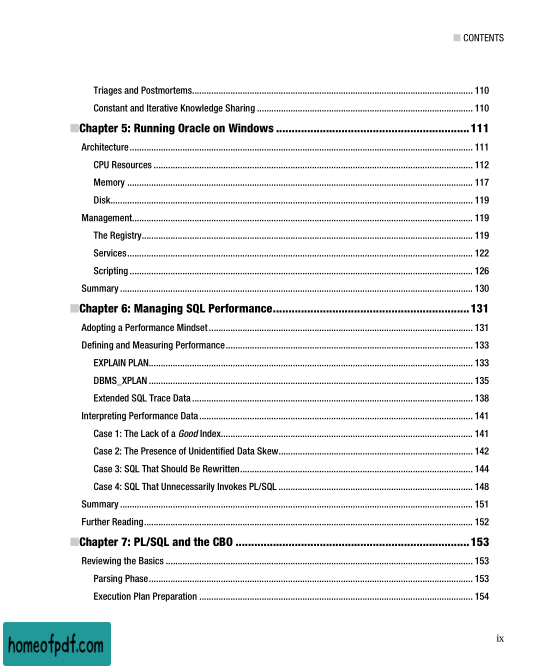 ■ CONTENTS
Triages and Postmortems.......... 110
Constant and Iterative Knowledge Sharing .......... 110
■Chapter 5: Running Oracle on Windows .......... 111
Architecture.......... 111
CPU Resources .......... 112
Memory .......... 117
Disk.......... 119
Management.......... 119
The Registry.......... 119
Services.......... 122
Scripting .......... 126
Summary .......... 130
■Chapter 6: Managing SQL Performance.......... 131
Adopting a Performance Mindset .......... 131
Defining and Measuring Performance.......... 133
EXPLAIN PLAN.......... 133
DBMS_XPLAN .......... 135
Extended SQL Trace Data .......... 138
Interpreting Performance Data .......... 141
Case 1: The Lack of a Good Index.......... 141
Case 2: The Presence of Unidentified Data Skew.......... 142
Case 3: SQL That Should Be Rewritten.......... 144
Case 4: SQL That Unnecessarily Invokes PL/SQL .......... 148
Summary .......... 151
Further Reading.......... 152
■Chapter 7: PL/SQL and the CBO .......... 153
Reviewing the Basics .......... 153
Parsing Phase.......... 153
Execution Plan Preparation .......... 154
ix
homeofpdf.com